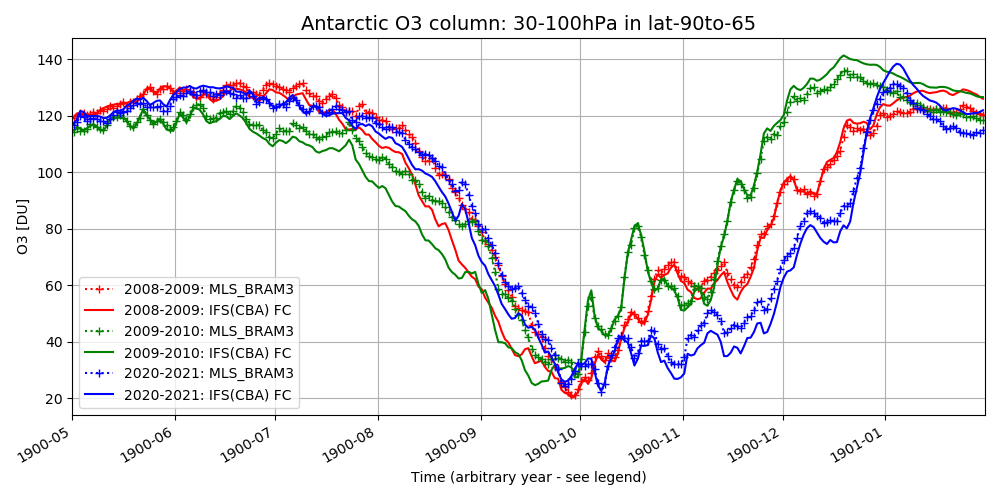 Antarctic O3 column: 30-100hPa in lat-90to-65
O3 [DU]
140
120
100
80
60
40
20
2008-2009: MLS_BRAM3
2008-2009: IFS(CBA) FC
2009-2010: MLS_BRAM3
2009-2010: IFS(CBA) FC
2020-2021: MLS_BRAM3
2020-2021: IFS(CBA) FC
1900-05
1900-06
1900-07
1900-08
1900-09
1900-10
1900-11
1900-12
1901-01
Time (arbitrary year - see legend)